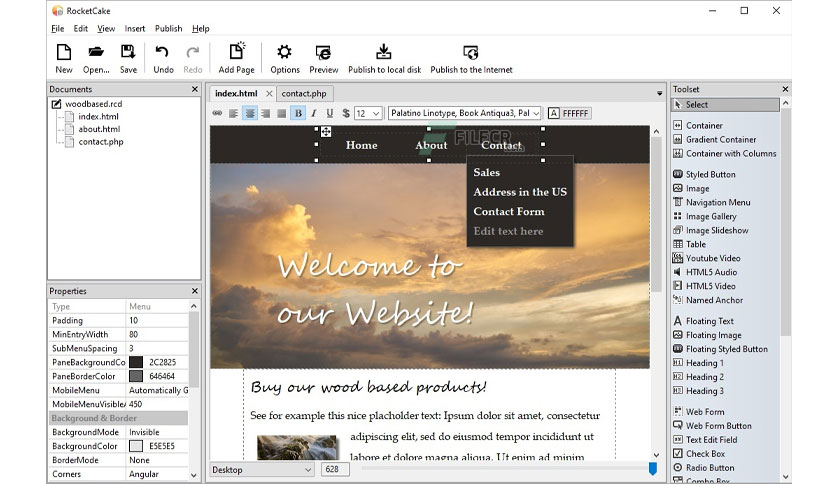 RocketCake
File Edit View Insert Publish Help
New Open... Save Undo Redo Add Page Options Preview Publish to local disk Publish to the Internet
Documents
woodbased.rcd
index.html
about.html
contact.php
Properties
Type Menu
Padding 10
MinEntryWidth 80
SubMenuSpacing 3
PaneBackgroundCo 2C2825
PaneBorderColor 646464
MobileMenu Automatically G
MobileMenuVisible 450
Background & Border
BackgroundMode Invisible
BackgroundColor E5E5E5
BorderMode None
Corners Angular
index.html contact.php
B I U $ 12 Palatino Linotype, Book Antiqua3, Pal A FFFFFF
FILECR
Home About Contact
Sales
Address in the US
Contact Form
Edit text here
Welcome to
our Website!
Buy our wood based products!
See for example this nice placholder text: Ipsum dolor sit amet, consectetur
adipiscing elit, sed do eiusmod tempor incididunt ut
labore et dolore magna aliqua. Ut enim ad minim
Desktop 628
Toolset
Select
Container
Gradient Container
Container with Columns
Styled Button
Image
Navigation Menu
Image Gallery
Image Slideshow
Table
Youtube Video
HTML5 Audio
HTML5 Video
Named Anchor
Floating Text
Floating Image
Floating Styled Button
H1 Heading 1
H2 Heading 2
H3 Heading 3
Web Form
Web Form Button
Text Edit Field
Check Box
Radio Button
Combo Box